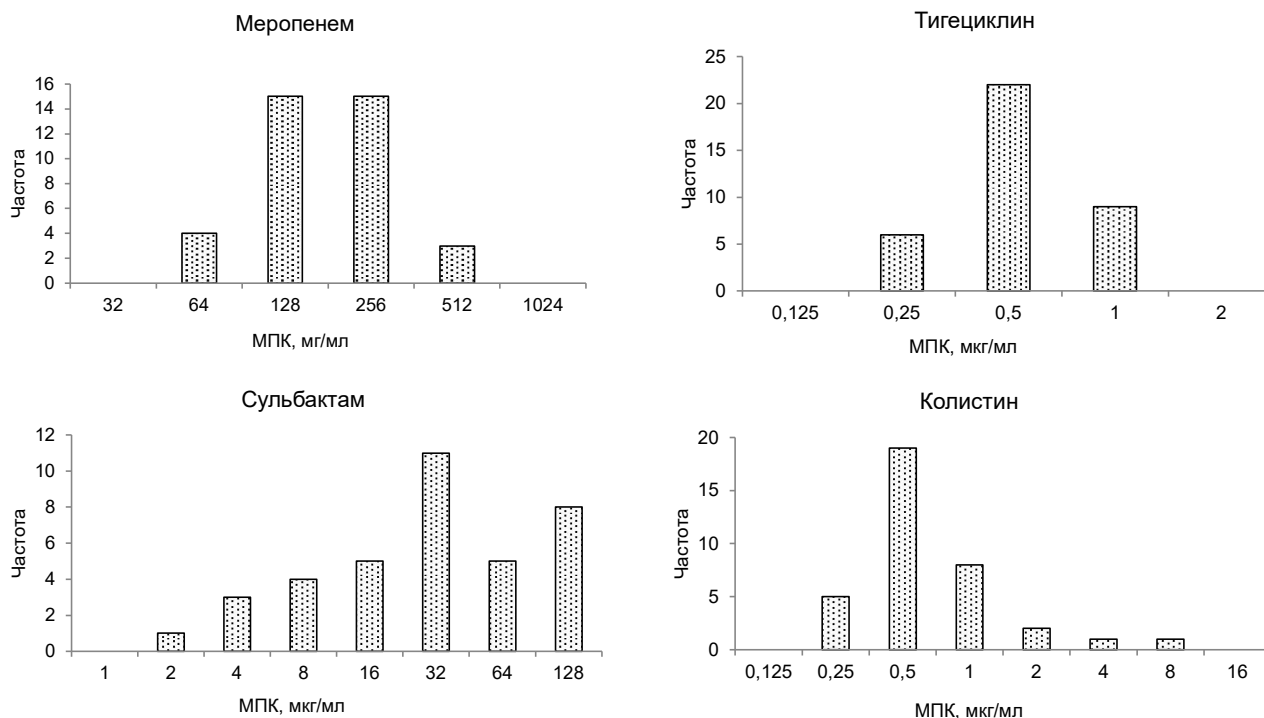 Меропенем
Частота
16
14
12
10
8
6
4
2
0
32 64 128 256 512 1024
МПК, мг/мл
Тигециклин
Частота
25
20
15
10
5
0
0,125 0,25 0,5 1 2
МПК, мкг/мл
Сульбактам
Частота
12
10
8
6
4
2
0
1 2 4 8 16 32 64 128
МПК, мкг/мл
Колистин
Частота
20
15
10
5
0
0,125 0,25 0,5 1 2 4 8 16
МПК, мкг/мл